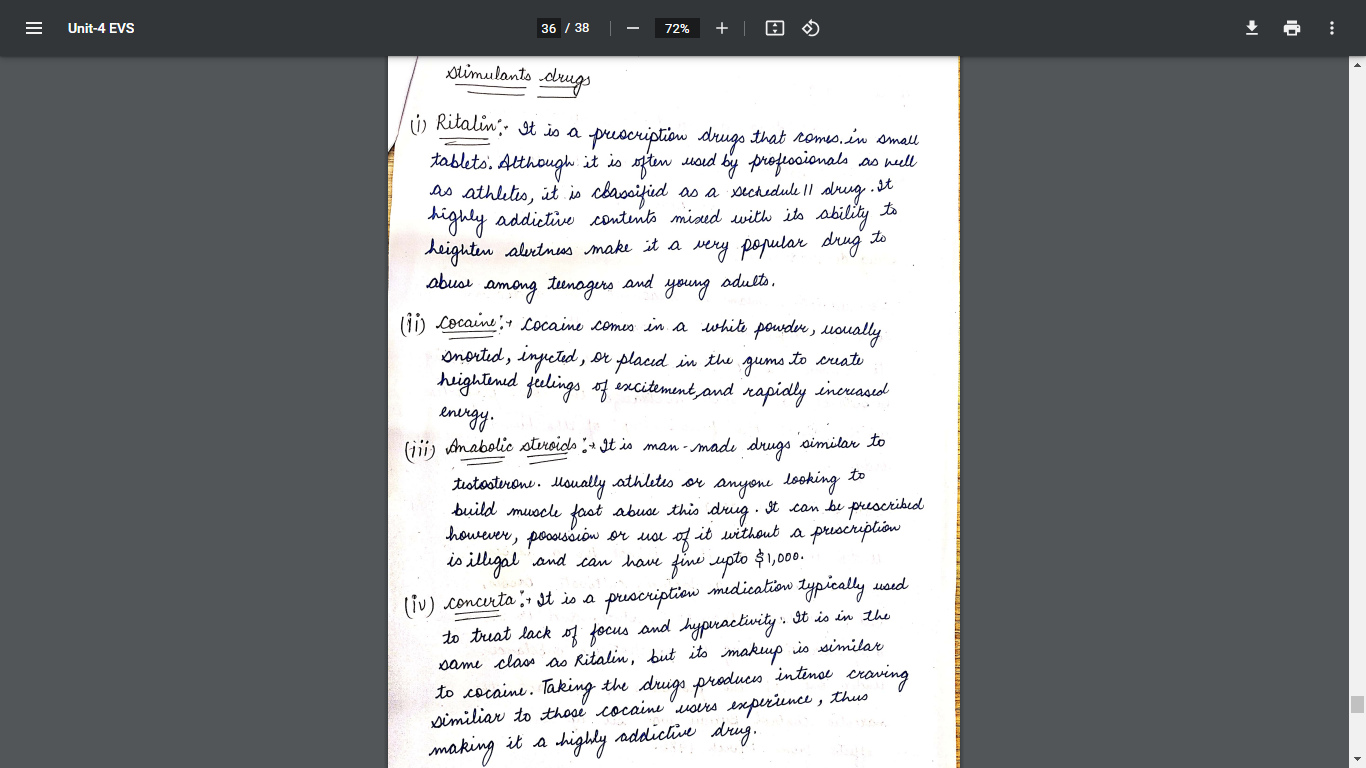 Unit-4 EVS
36 / 38
72%
Stimulants drugs
(i) Ritalin:- It is a prescription drugs that comes in small
tablets. Although it is often used by professionals as well
as athletes, it is classified as a schedule II drug. It
highly addictive contents mixed with its ability to
heighten alertness make it a very popular drug to
abuse among teenagers and young adults.
(ii) Cocaine:- Cocaine comes in a white powder, usually
snorted, injected, or placed in the gums to create
heightened feelings of excitement, and rapidly increased
energy.
(iii) Anabolic steroids:- It is man-made drugs similar to
testosterone. Usually athletes or anyone looking to
build muscle fast abuse this drug. It can be prescribed
however, possession or use of it without a prescription
is illegal and can have fine upto $1,000.
(iv) concerta:- It is a prescription medication typically used
to treat lack of focus and hyperactivity. It is in the
same class as Ritalin, but its makeup is similar
to cocaine. Taking the drugs produces intense craving
similiar to those cocaine users experience, thus
making it a highly addictive drug.